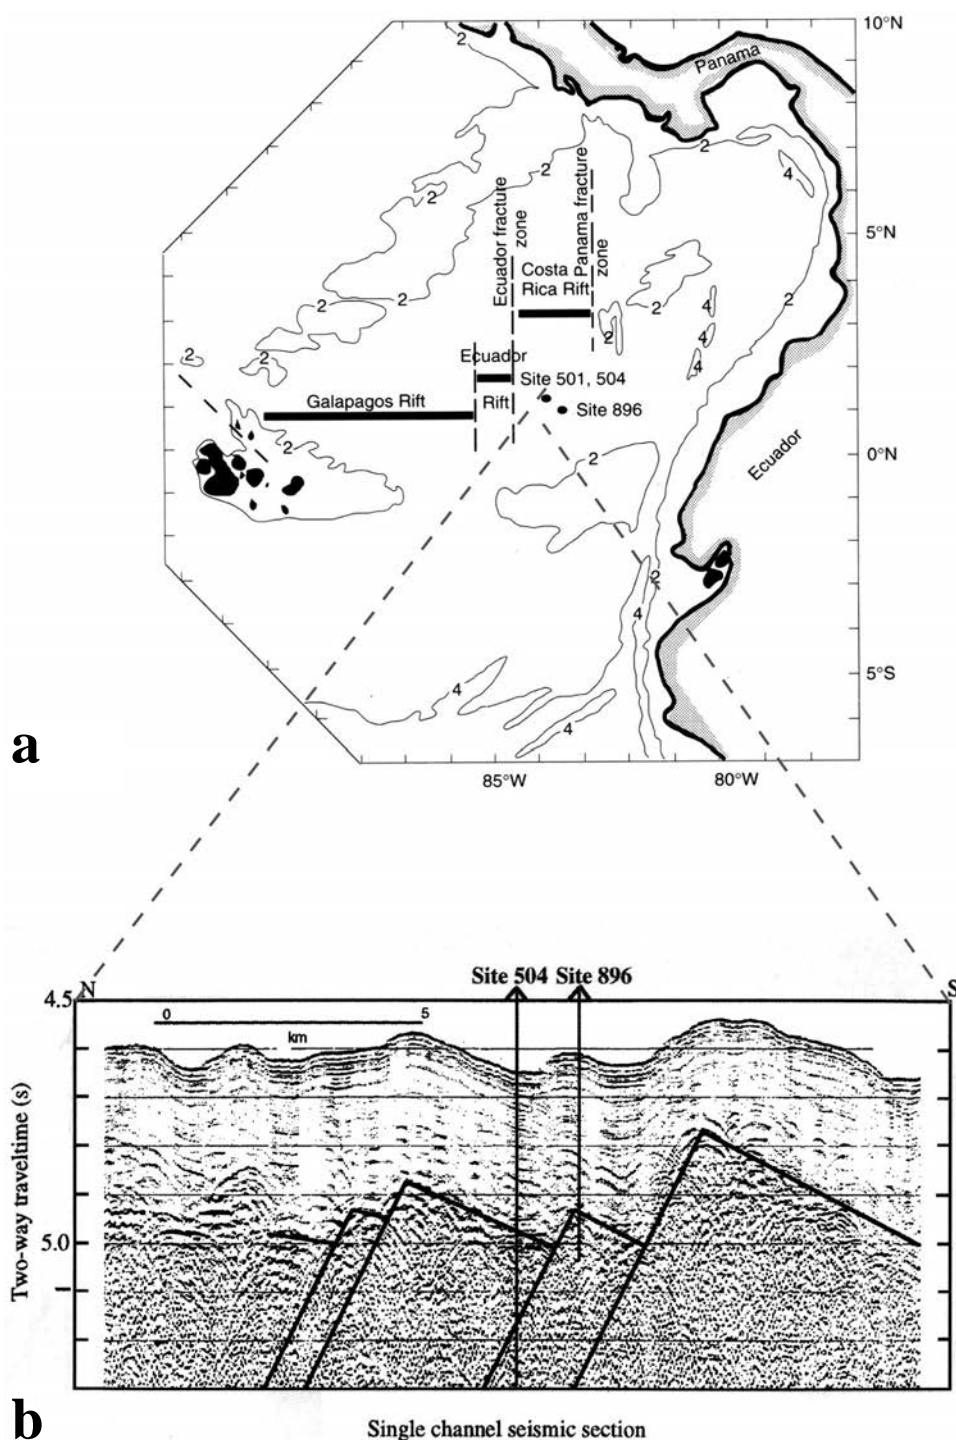 10°N
2
Panama
2
2
4
2
Ecuador fracture
zone
Panama fracture
zone
5°N
Costa
Rica Rift
2
2
2
4
2
2
4
2
2
4
Ecuador
Site 501, 504
Galapagos Rift
Rift
Site 896
2
2
0°N
Ecuador
2
4
5°S
4
4
a
85°W
80°W
Site 504 Site 896
N
S
4.5
0
5
km
Two-way traveltime (s)
5.0
b
Single channel seismic section